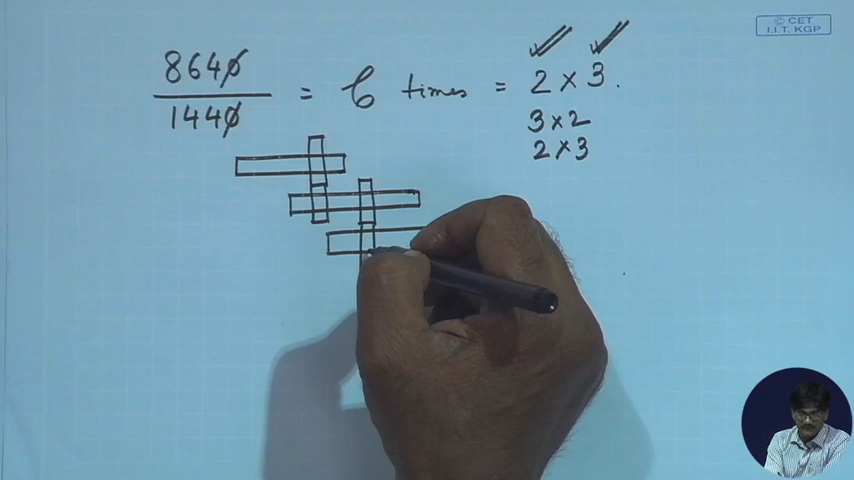 © CET
I.I.T. KGP
8640/1440 = 6 times = 2 × 3.
3 × 2
2 × 3